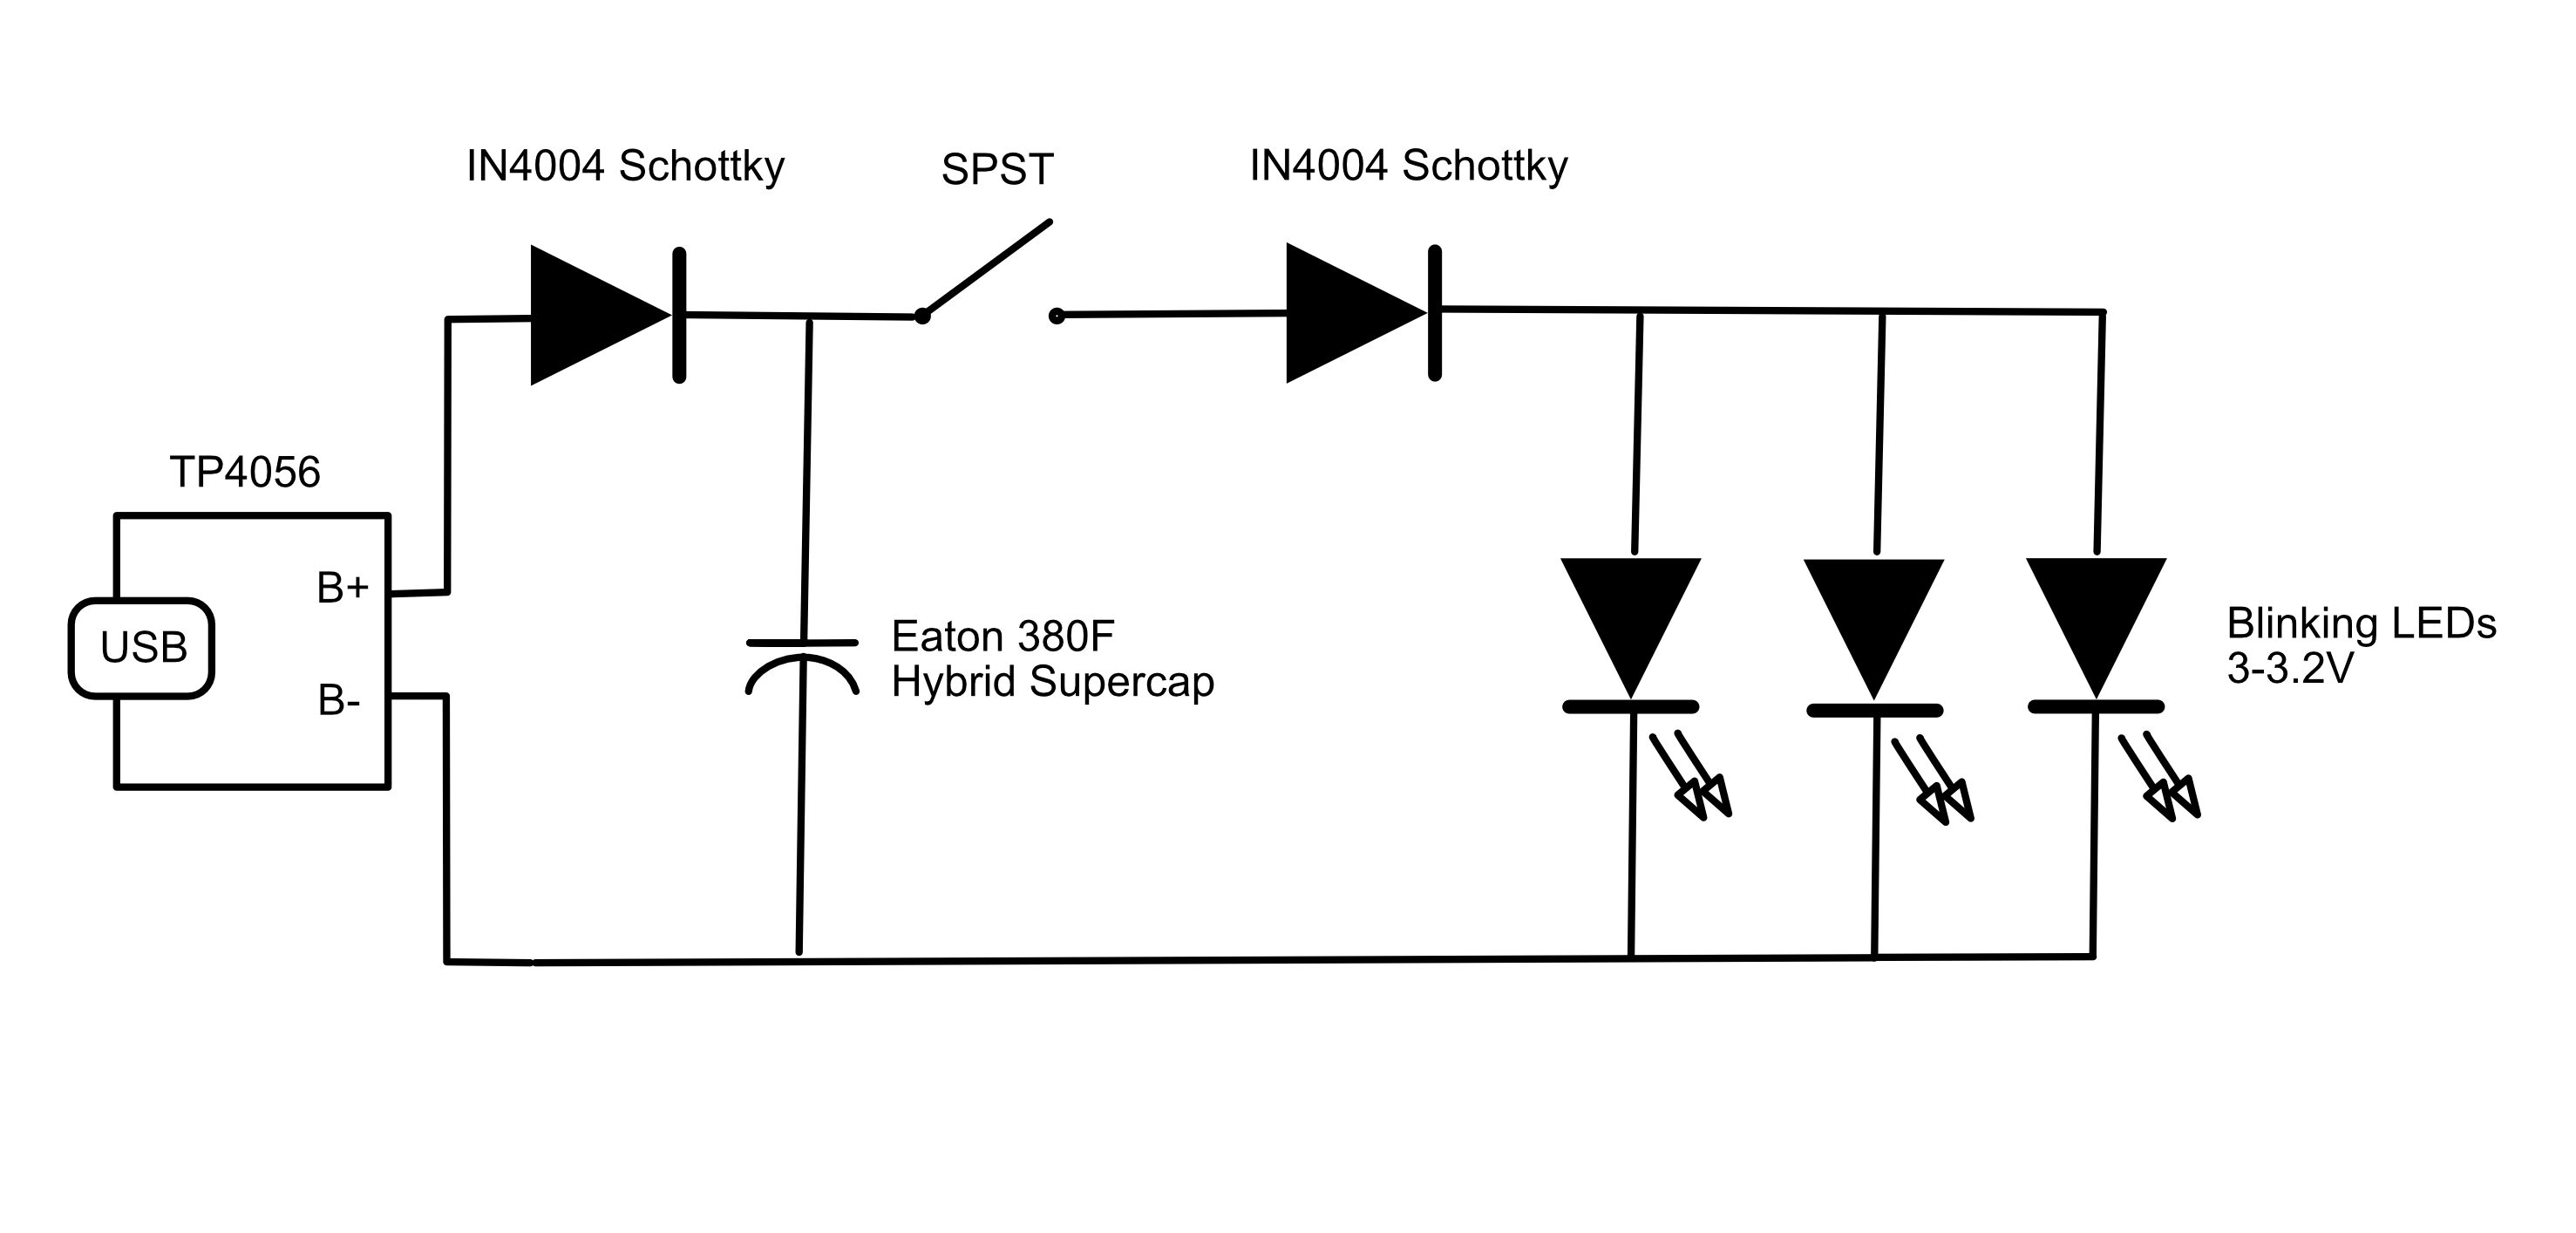 IN4004 Schottky
SPST
IN4004 Schottky
TP4056
B+
USB
B-
Eaton 380F
Hybrid Supercap
Blinking LEDs
3-3.2V